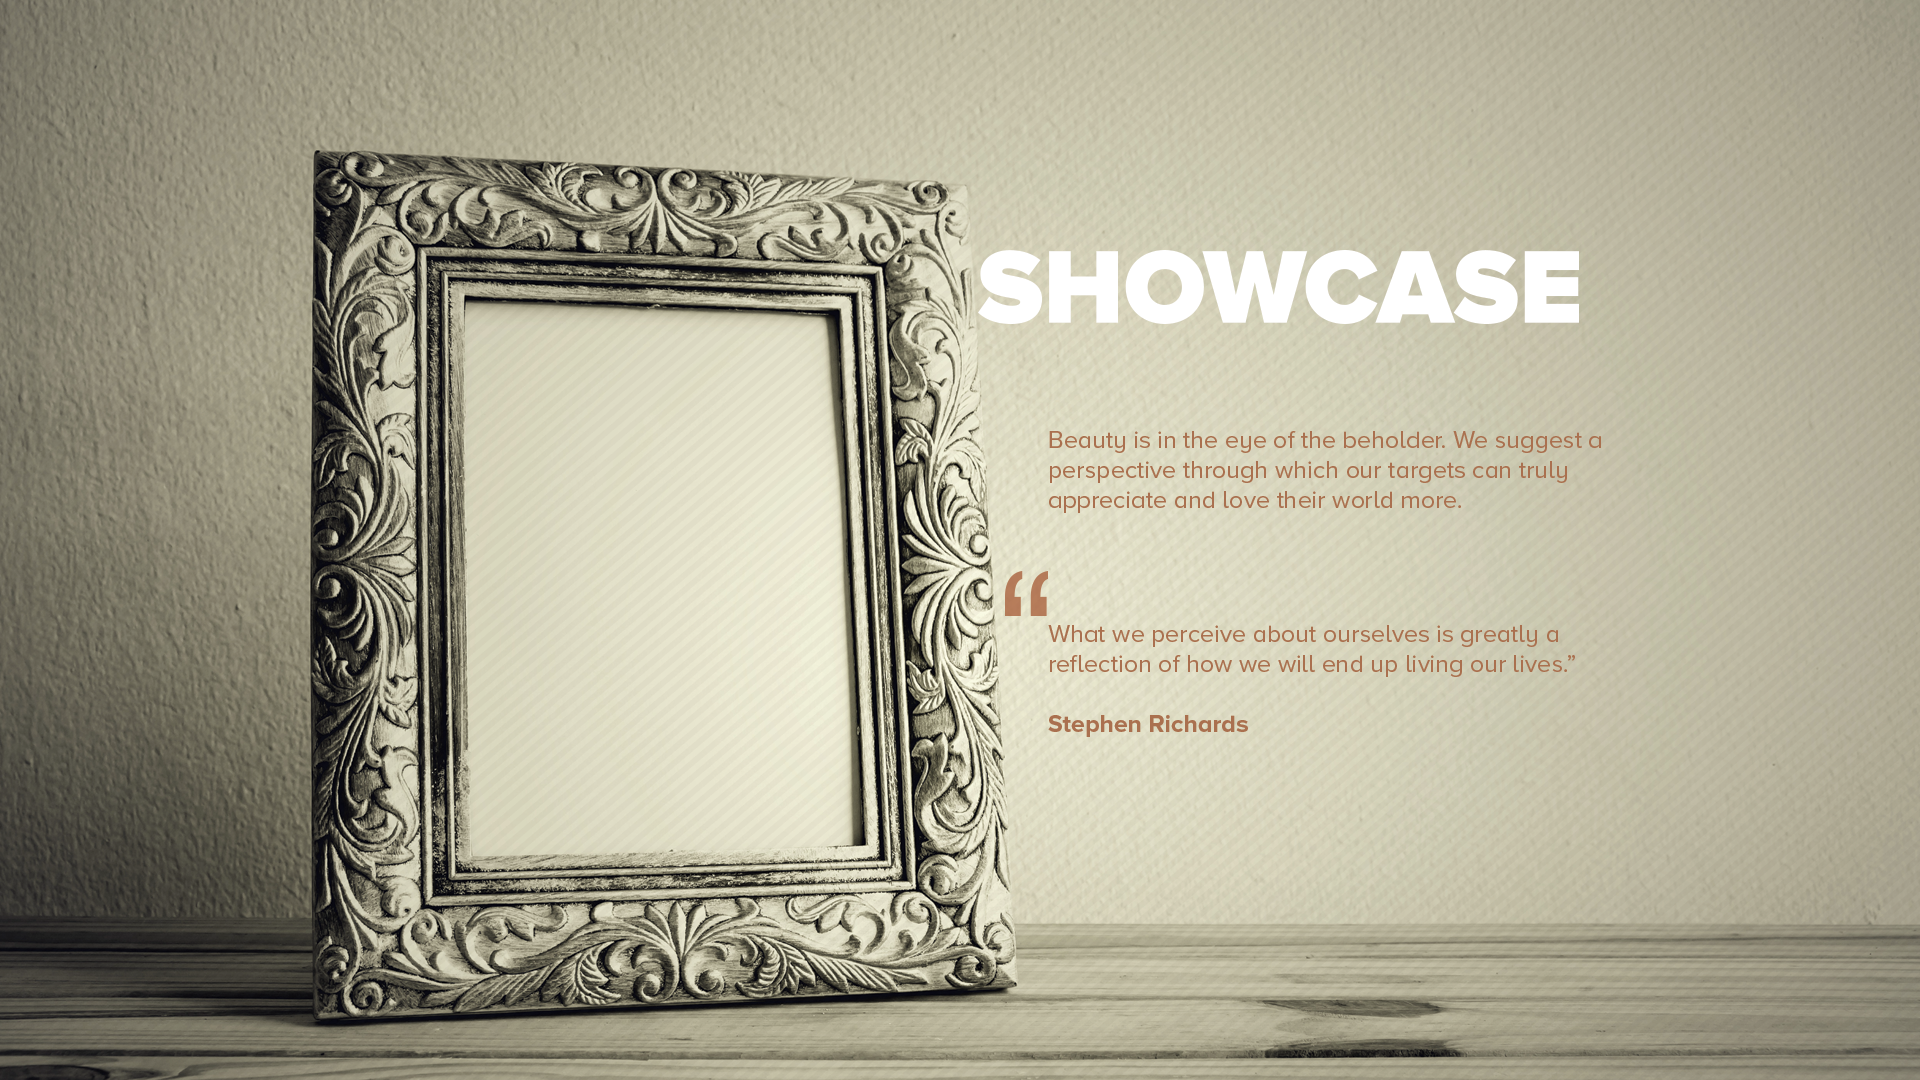 SHOWCASE
Beauty is in the eye of the beholder. We suggest a
perspective through which our targets can truly
appreciate and love their world more.
“
What we perceive about ourselves is greatly a
reflection of how we will end up living our lives.”
Stephen Richards